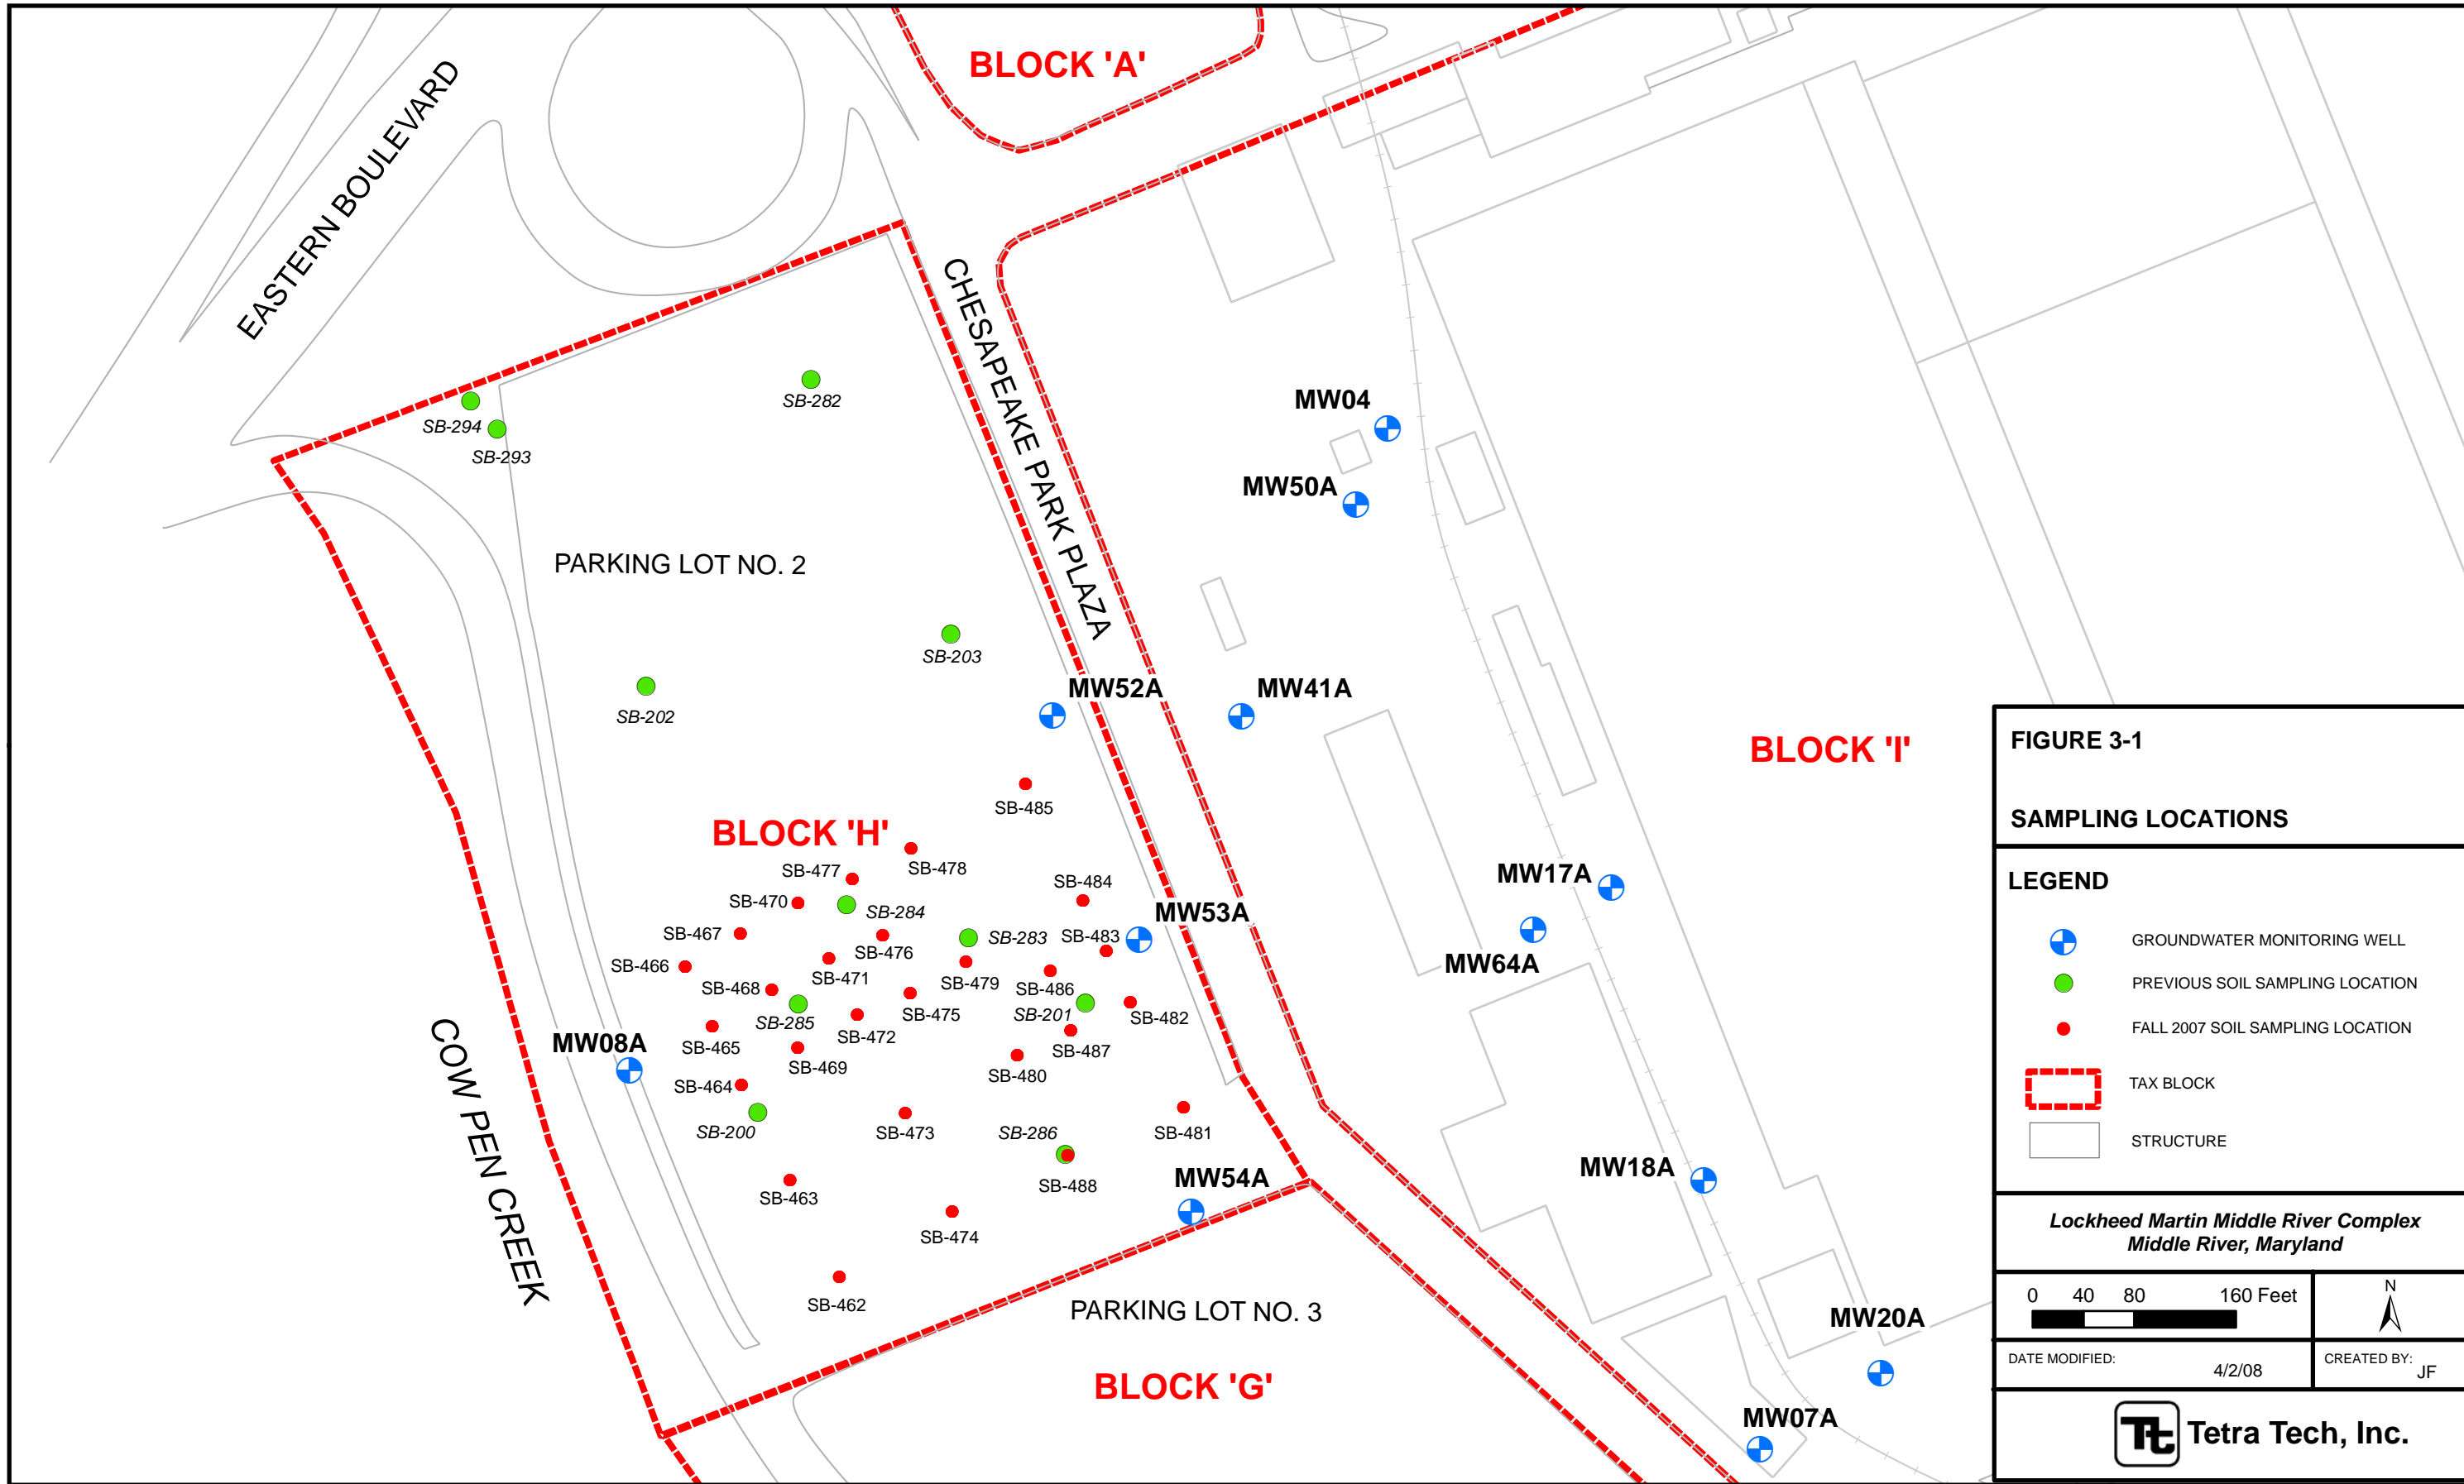 BLOCK 'A'
EASTERN BOULEVARD
CHESAPEAKE PARK PLAZA
SB-282
SB-294
SB-293
MW04
MW50A
PARKING LOT NO. 2
SB-203
SB-202
MW52A
MW41A
BLOCK 'I'
SB-485
BLOCK 'H'
SB-478
SB-477
SB-484
SB-470
SB-284
MW17A
MW53A
SB-467
SB-283
SB-483
SB-476
SB-466
SB-471
MW64A
SB-479
SB-468
SB-486
SB-285
SB-475
SB-201
SB-482
SB-472
MW08A
SB-465
SB-487
SB-469
SB-480
SB-464
COW PEN CREEK
SB-200
SB-473
SB-286
SB-481
MW18A
MW54A
SB-488
SB-463
SB-474
SB-462
PARKING LOT NO. 3
MW20A
BLOCK 'G'
MW07A
FIGURE 3-1
SAMPLING LOCATIONS
LEGEND
GROUNDWATER MONITORING WELL
PREVIOUS SOIL SAMPLING LOCATION
FALL 2007 SOIL SAMPLING LOCATION
TAX BLOCK
STRUCTURE
Lockheed Martin Middle River Complex
Middle River, Maryland
0 40 80 160 Feet
N
DATE MODIFIED: 4/2/08
CREATED BY: JF
Tt Tetra Tech, Inc.